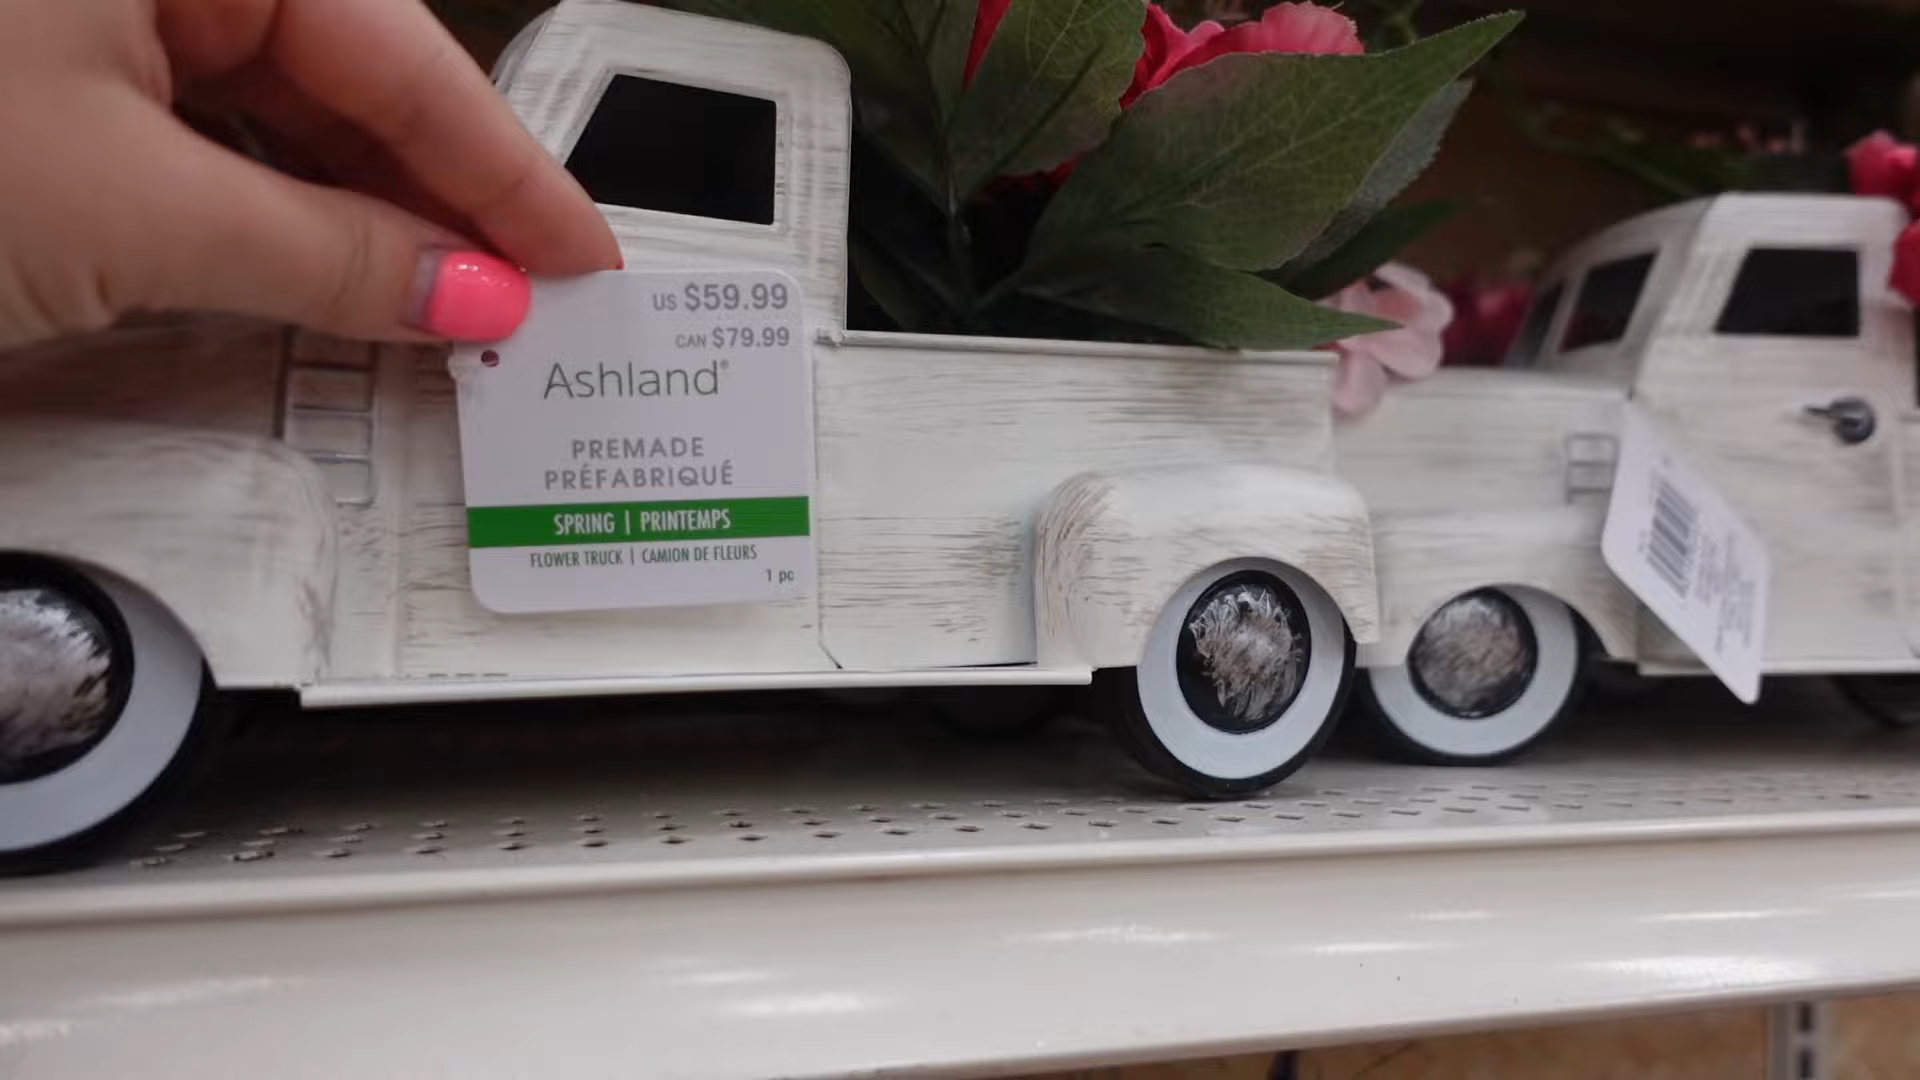 US $59.99
CAN $79.99
Ashland®
PREMADE
PRÉFABRIQUÉ
SPRING | PRINTEMPS
FLOWER TRUCK | CAMION DE FLEURS
1 pc